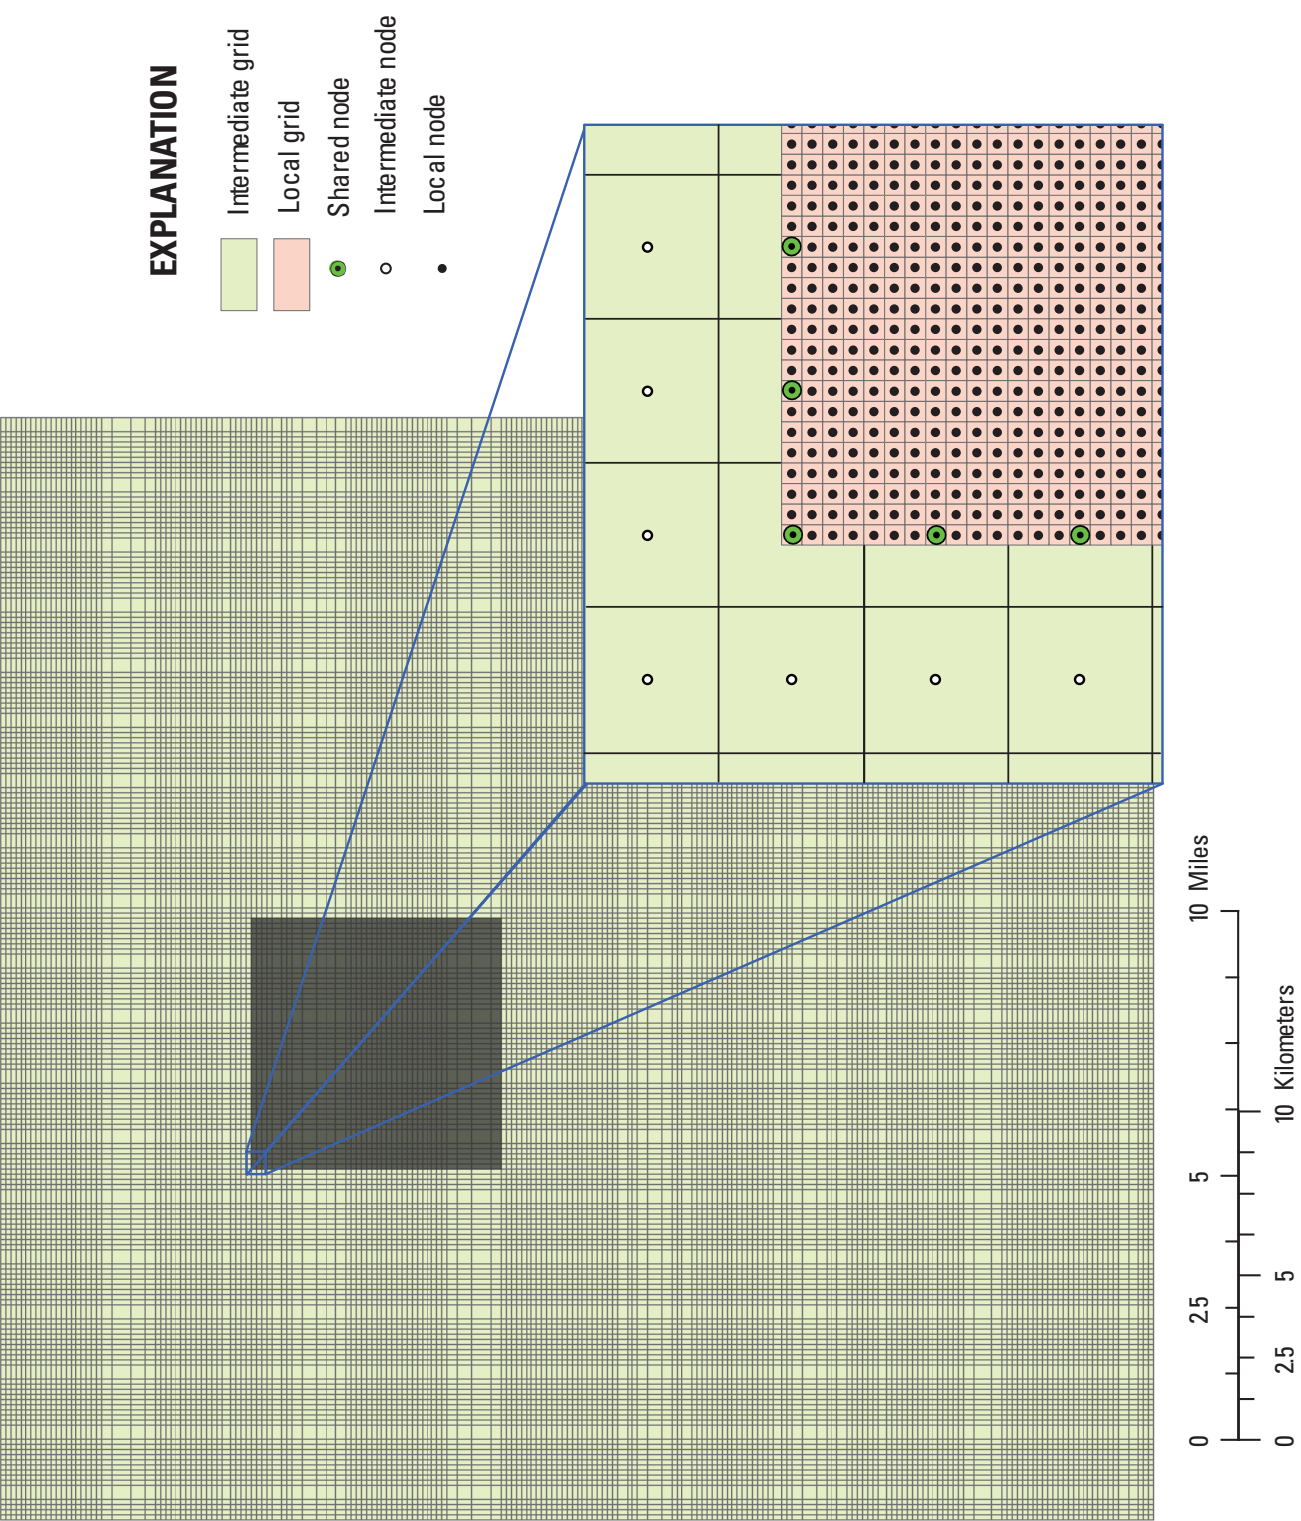 EXPLANATION
Intermediate grid
Local grid
Shared node
Intermediate node
Local node
0 2.5 5 10 Miles
0 2.5 5 10 Kilometers